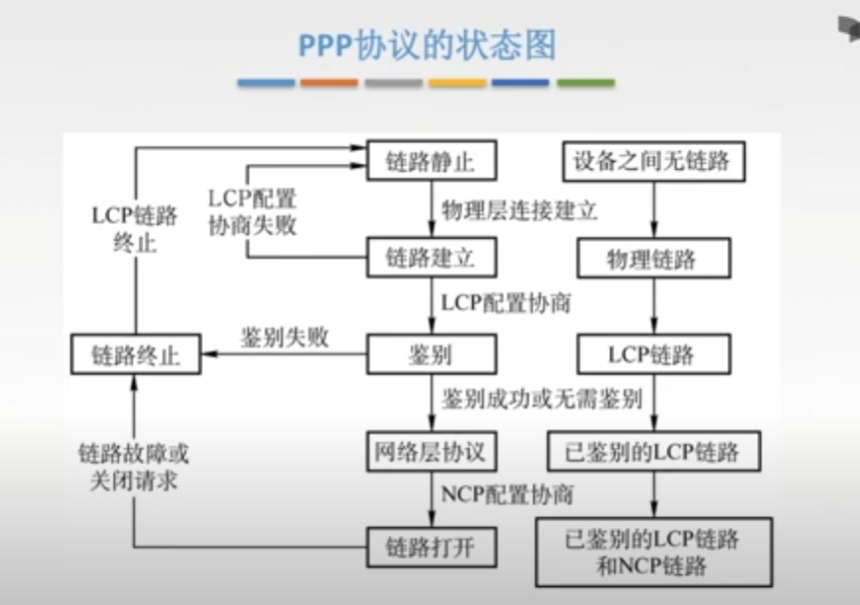 PPP协议的状态图
链路静止
设备之间无链路
LCP配置
协商失败
LCP链路
终止
物理层连接建立
链路建立
物理链路
LCP配置协商
鉴别失败
链路终止
鉴别
LCP链路
鉴别成功或无需鉴别
链路故障或
关闭请求
网络层协议
已鉴别的LCP链路
NCP配置协商
链路打开
已鉴别的LCP链路
和NCP链路